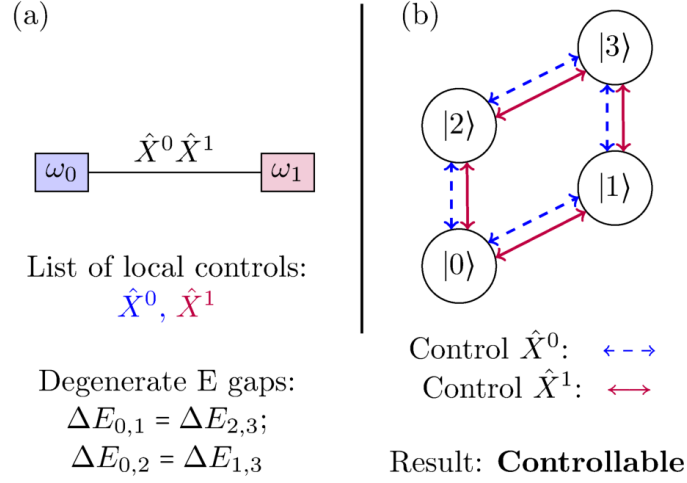 (a)
X̂⁰X̂¹
ω₀
ω₁
List of local controls:
X̂⁰, X̂¹
Degenerate E gaps:
ΔE₀,₁ = ΔE₂,₃;
ΔE₀,₂ = ΔE₁,₃
(b)
|3⟩
|2⟩
|1⟩
|0⟩
Control X̂⁰:
Control X̂¹:
Result: Controllable